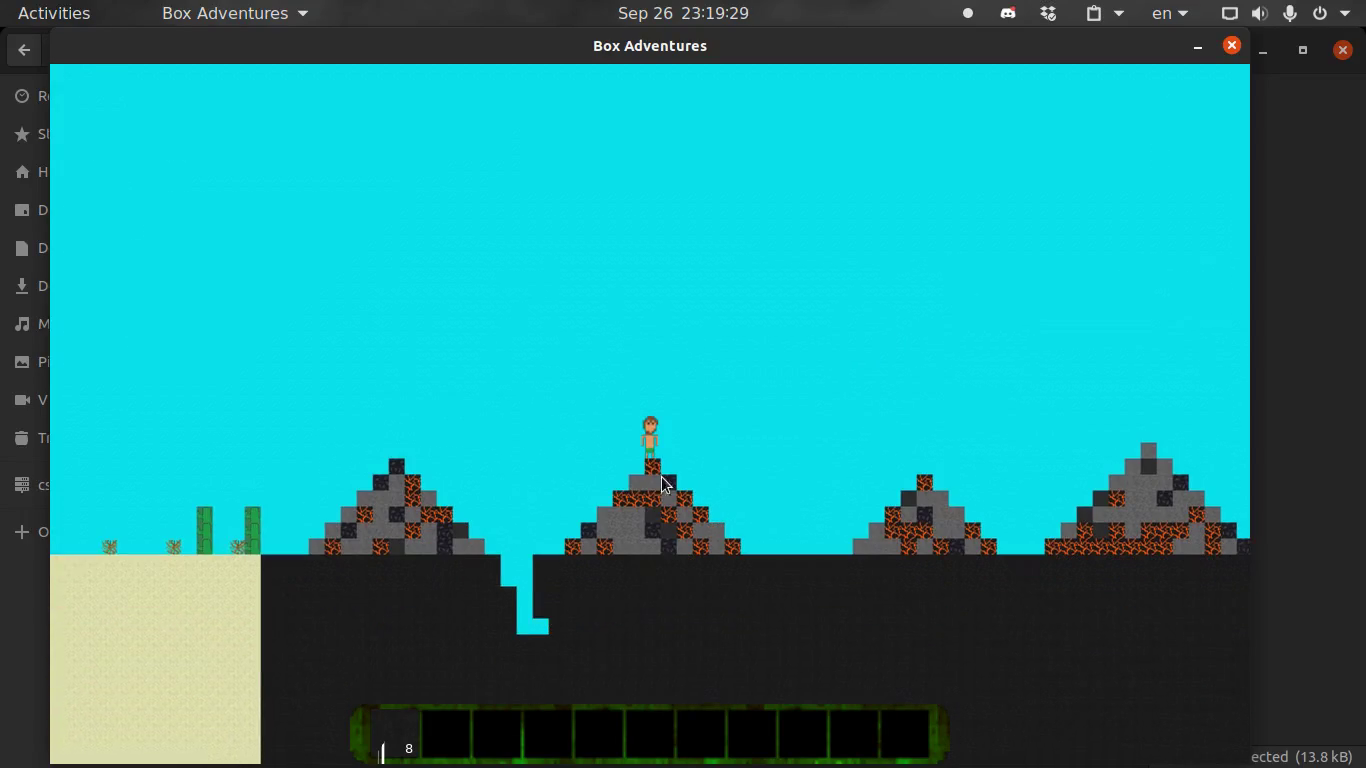 Activities Box Adventures Sep 26 23:19:29 en
Box Adventures
8
ected (13.8 kB)